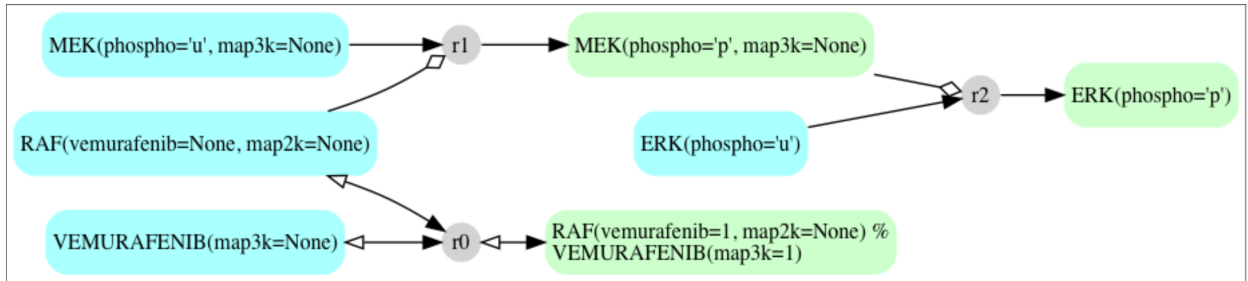 MEK(phospho='u', map3k=None)
r1
MEK(phospho='p', map3k=None)
r2
ERK(phospho='p')
RAF(vemurafenib=None, map2k=None)
ERK(phospho='u')
VEMURAFENIB(map3k=None)
r0
RAF(vemurafenib=1, map2k=None) %
VEMURAFENIB(map3k=1)